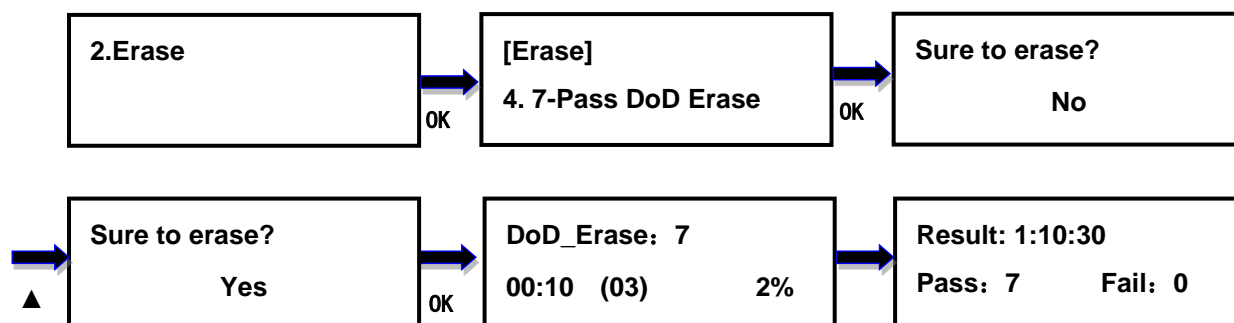 2.Erase
OK
[Erase]
4. 7-Pass DoD Erase
OK
Sure to erase?
No
▲
Sure to erase?
Yes
OK
DoD_Erase：7
00:10 (03) 2%
Result: 1:10:30
Pass：7 Fail：0